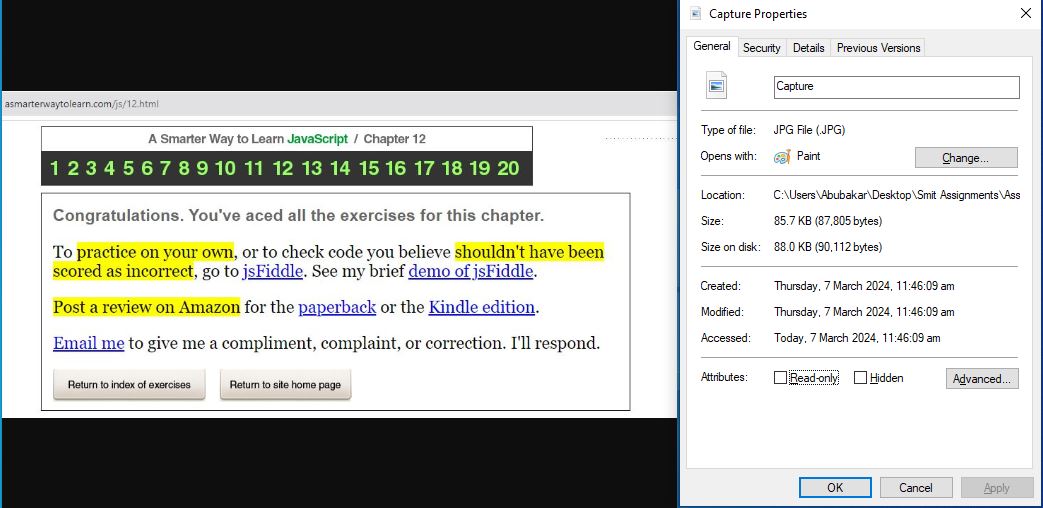 asmarterwaytolearn.com/js/12.html
A Smarter Way to Learn JavaScript / Chapter 12
1 2 3 4 5 6 7 8 9 10 11 12 13 14 15 16 17 18 19 20
Congratulations. You've aced all the exercises for this chapter.
To practice on your own, or to check code you believe shouldn't have been
scored as incorrect, go to jsFiddle. See my brief demo of jsFiddle.
Post a review on Amazon for the paperback or the Kindle edition.
Email me to give me a compliment, complaint, or correction. I'll respond.
Return to index of exercises Return to site home page
Capture Properties
General Security Details Previous Versions
Capture
Type of file: JPG File (.JPG)
Opens with: Paint Change...
Location: C:\Users\Abubakar\Desktop\Smit Assignments\Ass
Size: 85.7 KB (87,805 bytes)
Size on disk: 88.0 KB (90,112 bytes)
Created: Thursday, 7 March 2024, 11:46:09 am
Modified: Thursday, 7 March 2024, 11:46:09 am
Accessed: Today, 7 March 2024, 11:46:09 am
Attributes: Read-only Hidden Advanced...
OK Cancel Apply